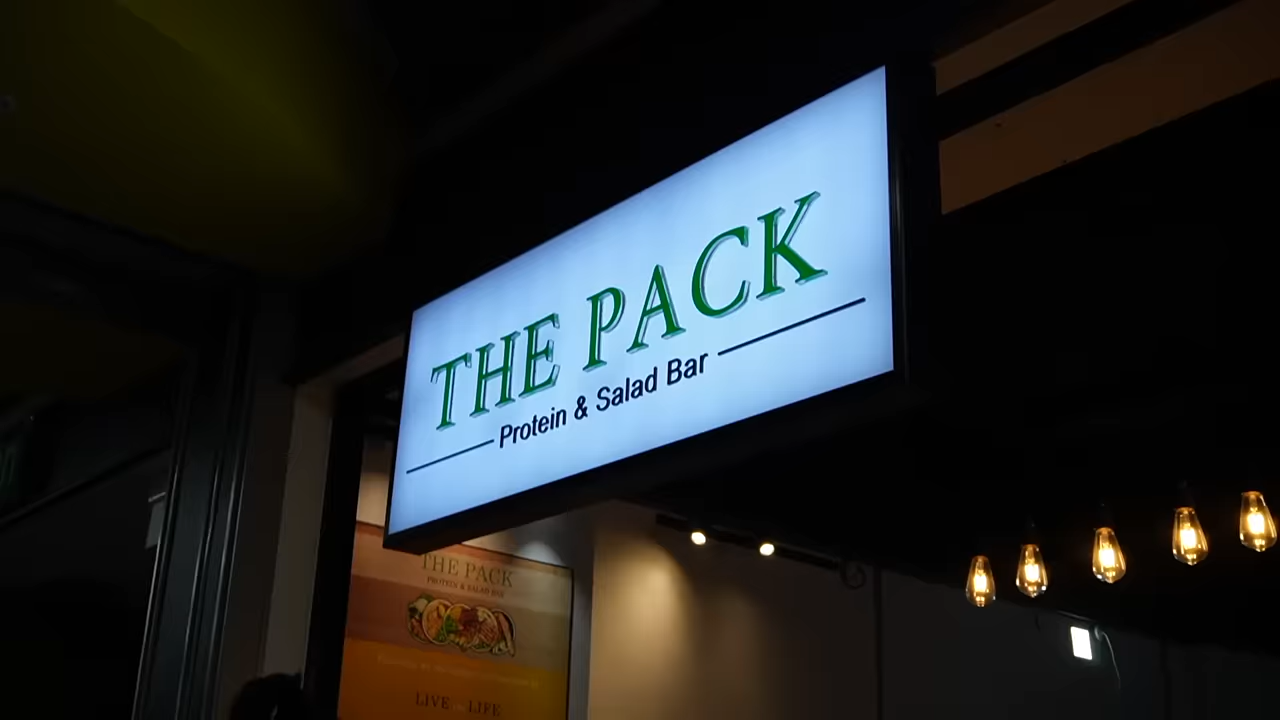 THE PACK
Protein & Salad Bar
THE PACK
PROTEIN & SALAD BAR
LIVE LIFE